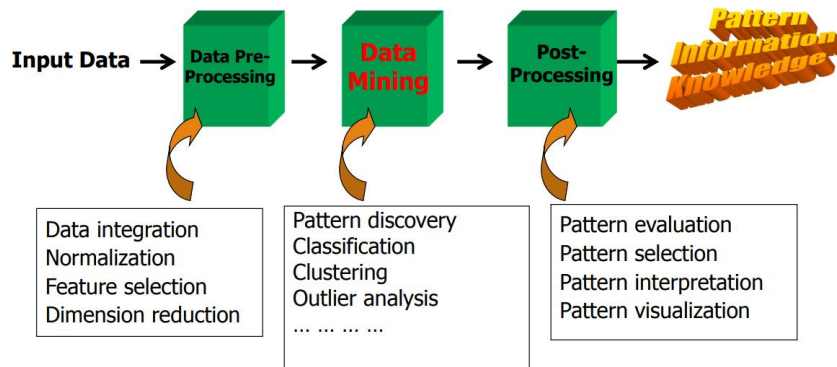 Input Data
Data Pre-
Processing
Data
Mining
Post-
Processing
Pattern
Information
Knowledge
Data integration
Normalization
Feature selection
Dimension reduction
Pattern discovery
Classification
Clustering
Outlier analysis
… … … …
Pattern evaluation
Pattern selection
Pattern interpretation
Pattern visualization